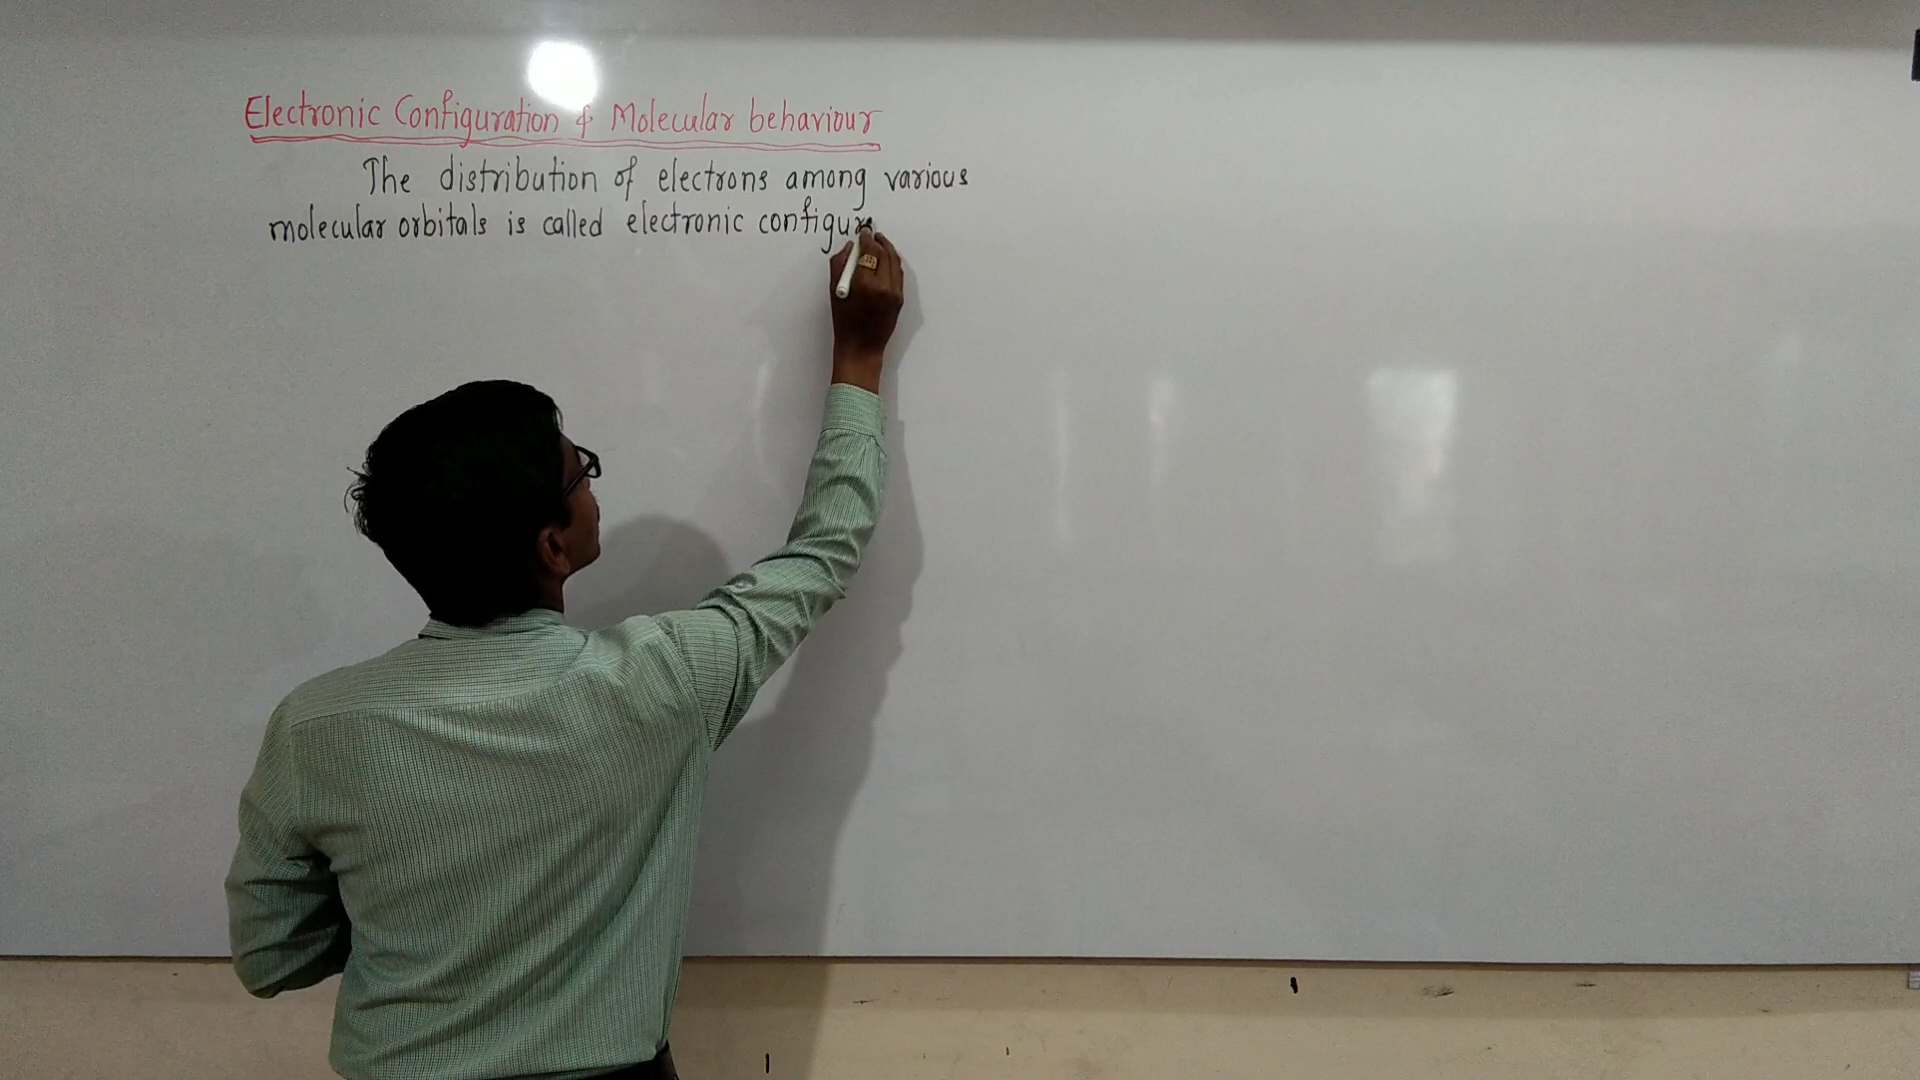 Electronic Configuration & Molecular behaviour
The distribution of electrons among various
molecular orbitals is called electronic configur